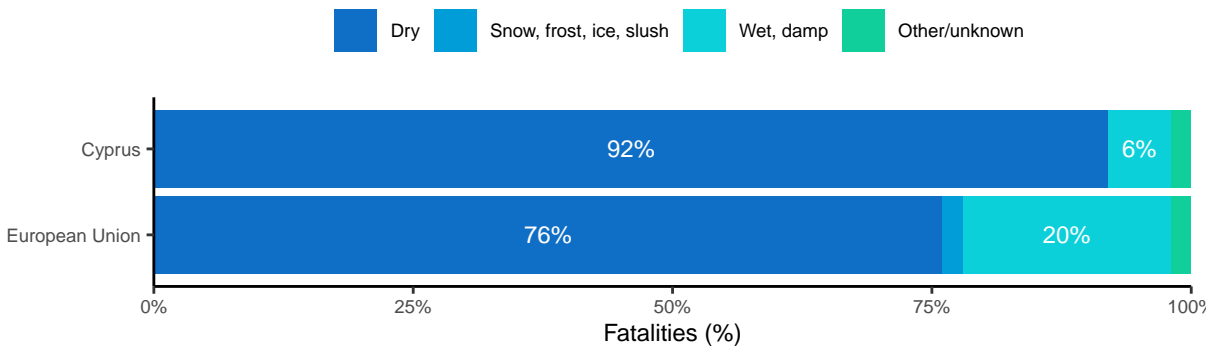 Dry Snow, frost, ice, slush Wet, damp Other/unknown
Cyprus 92% 6%
European Union 76% 20%
0% 25% 50% 75% 100%
Fatalities (%)